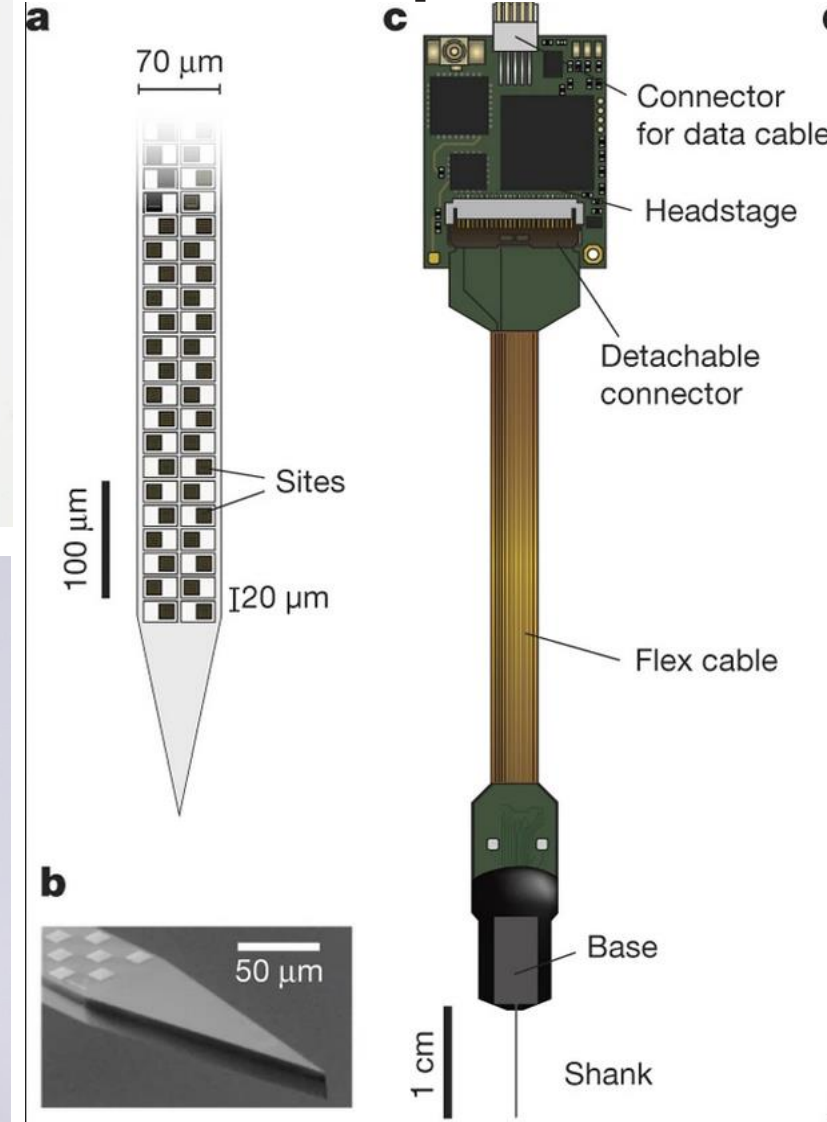 a
70 µm
Sites
100 µm
20 µm
b
50 µm
c
Connector
for data cable
Headstage
Detachable
connector
Flex cable
Base
1 cm
Shank